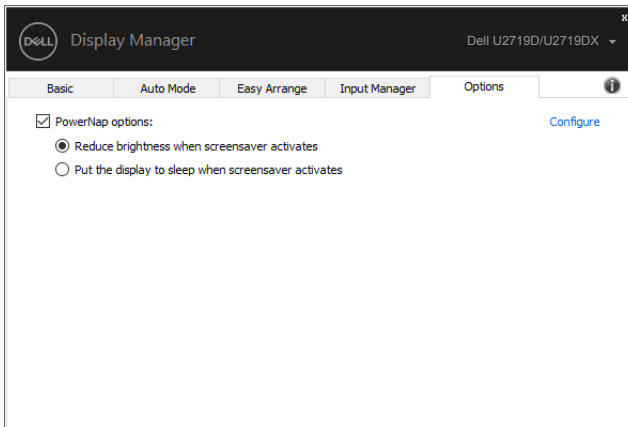 x
DELL Display Manager Dell U2719D/U2719DX
Basic Auto Mode Easy Arrange Input Manager Options i
PowerNap options: Configure
Reduce brightness when screensaver activates
Put the display to sleep when screensaver activates